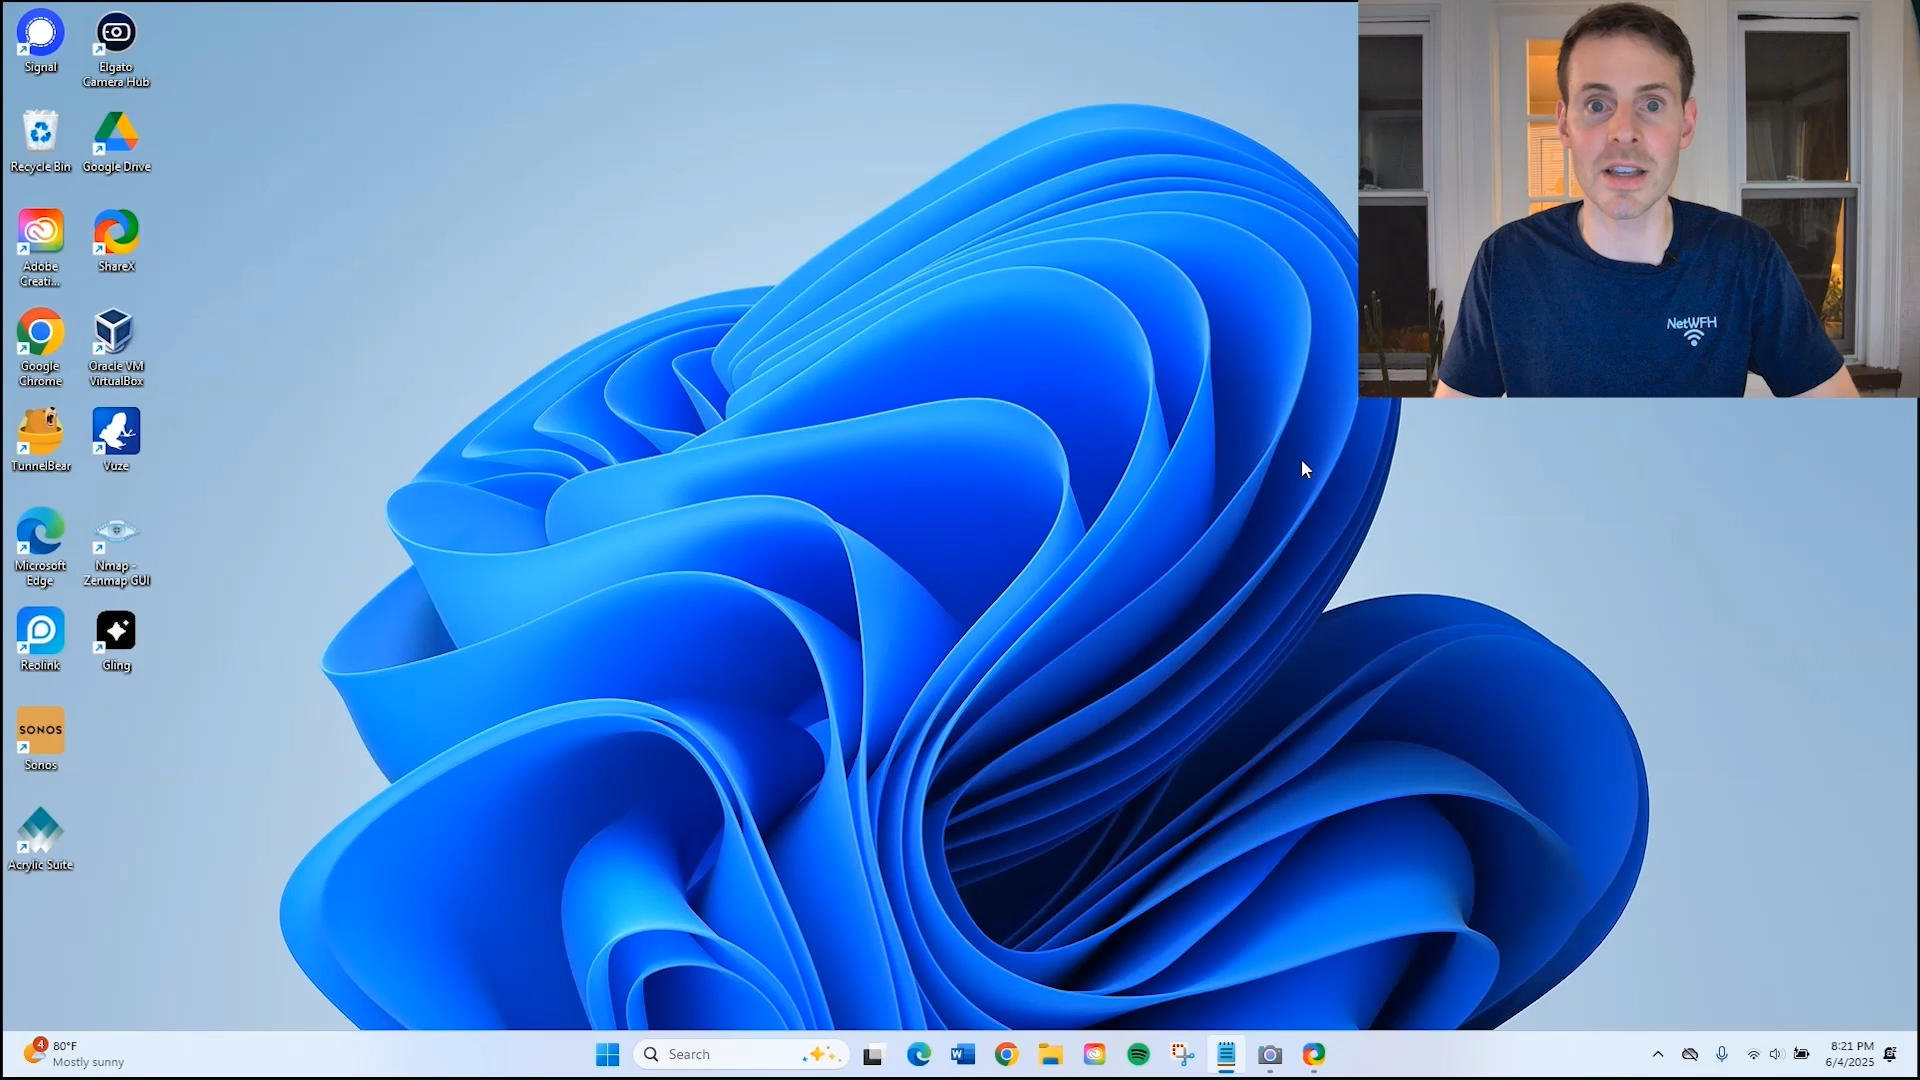 Signal
Elgato
Camera Hub
Recycle Bin
Google Drive
Adobe
Creati...
ShareX
Google
Chrome
Oracle VM
VirtualBox
TunnelBear
Vuze
Microsoft
Edge
Nmap -
Zenmap GUI
Reolink
Gling
SONOS
Sonos
Acrylic Suite
NetWFH
4
80°F
Mostly sunny
Search
W
8:21 PM
6/4/2025